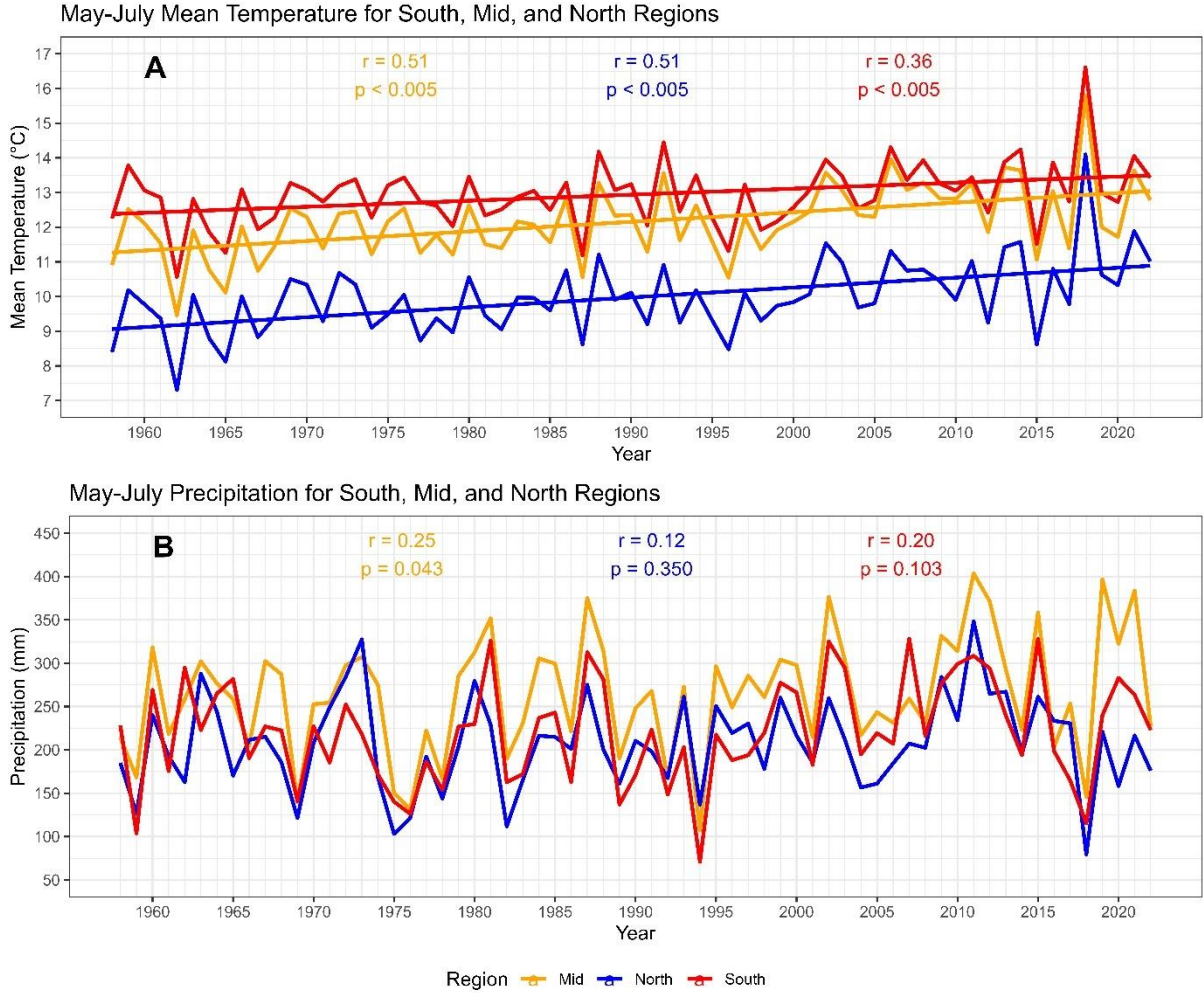 May-July Mean Temperature for South, Mid, and North Regions
A
r = 0.51
p < 0.005
r = 0.51
p < 0.005
r = 0.36
p < 0.005
Mean Temperature (°C)
17
16
15
14
13
12
11
10
9
8
7
1960 1965 1970 1975 1980 1985 1990 1995 2000 2005 2010 2015 2020
Year
May-July Precipitation for South, Mid, and North Regions
B
r = 0.25
p = 0.043
r = 0.12
p = 0.350
r = 0.20
p = 0.103
Precipitation (mm)
450
400
350
300
250
200
150
100
50
1960 1965 1970 1975 1980 1985 1990 1995 2000 2005 2010 2015 2020
Year
Region a Mid a North a South